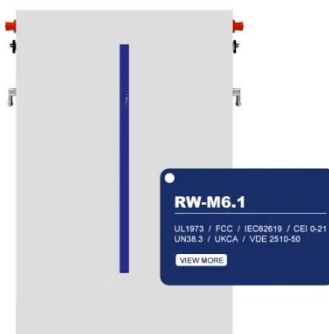 RW-M6.1
UL1973 / FCC / IEC62619 / CEI 0-21
UN38.3 / UKCA / VDE 2510-50
VIEW MORE